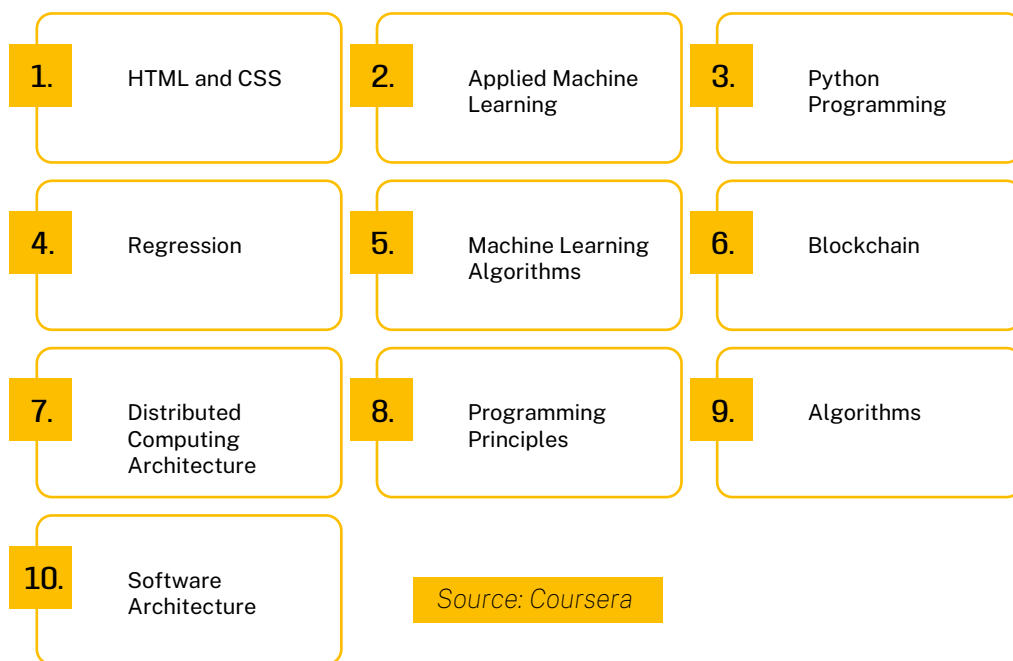 1.
HTML and CSS
2.
Applied Machine
Learning
3.
Python
Programming
4.
Regression
5.
Machine Learning
Algorithms
6.
Blockchain
7.
Distributed
Computing
Architecture
8.
Programming
Principles
9.
Algorithms
10.
Software
Architecture
Source: Coursera